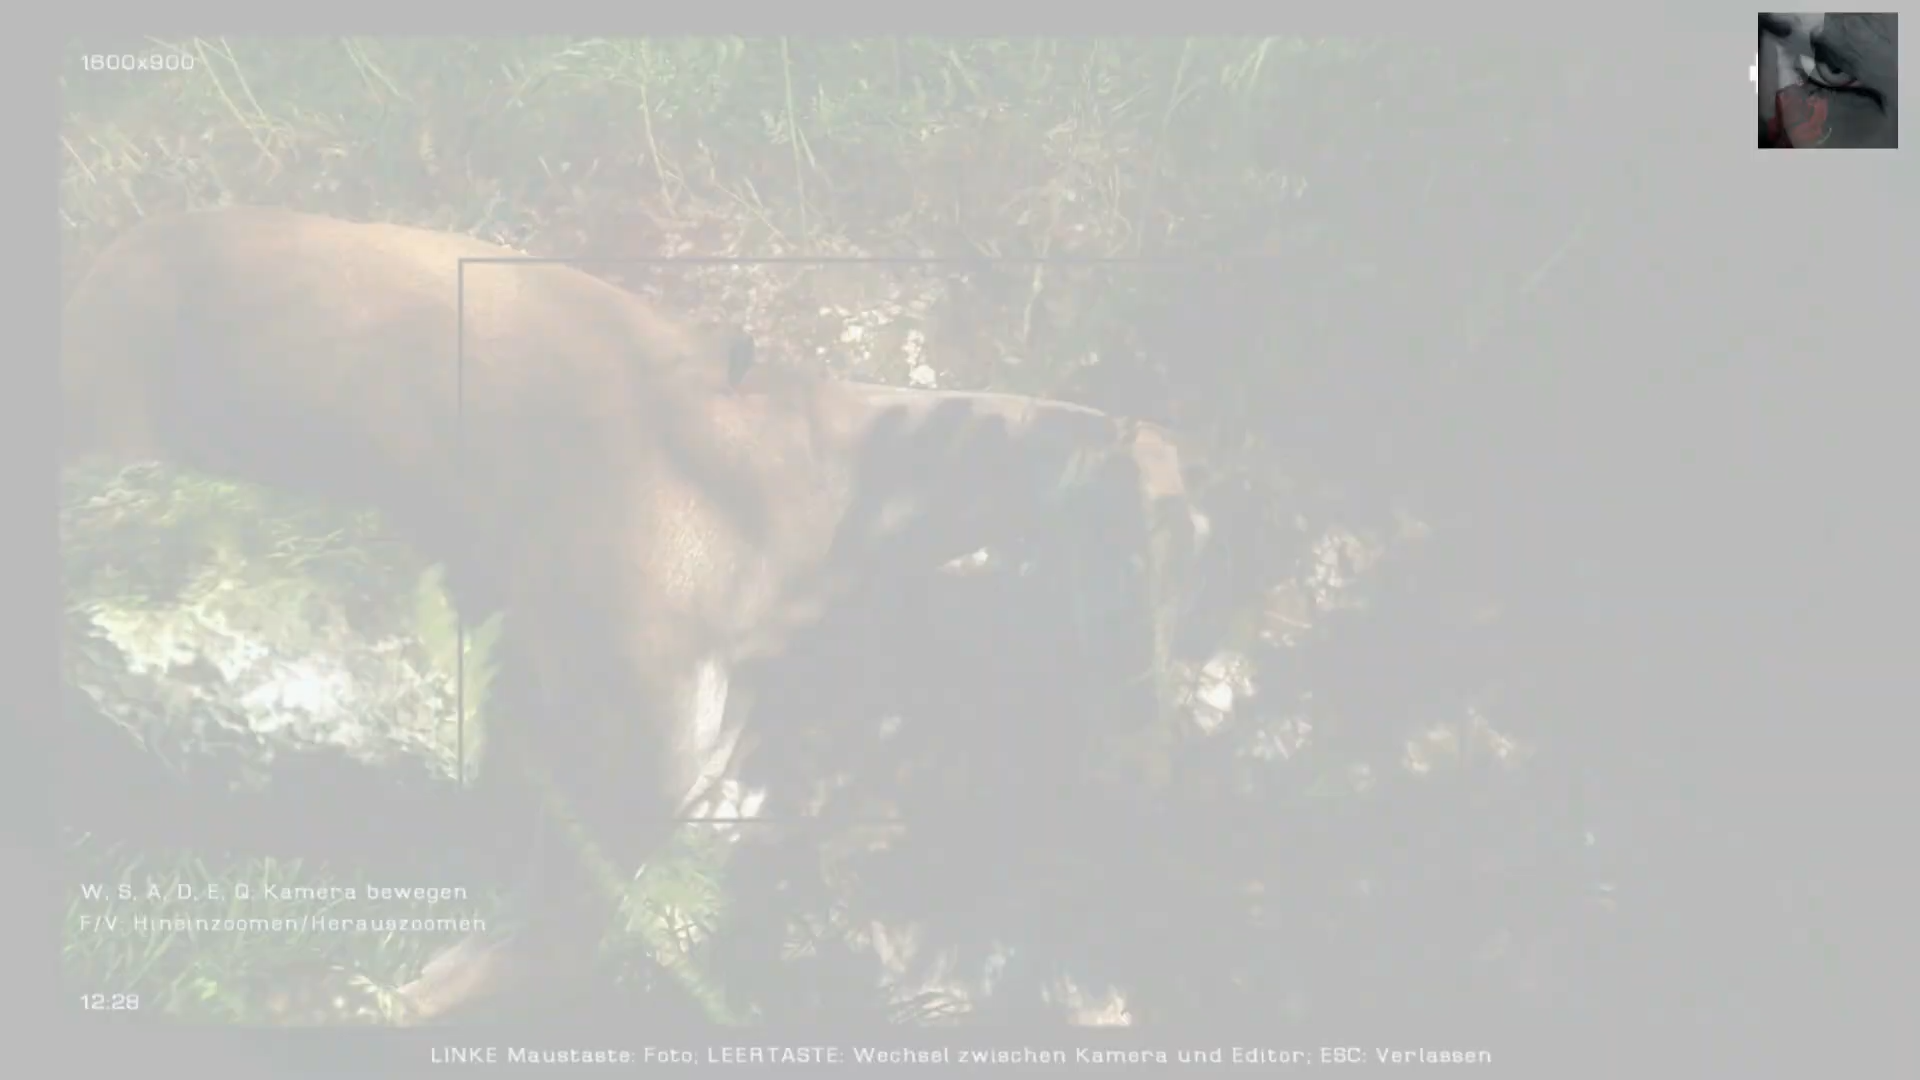 1600x900
W, S, A, D, E, Q: Kamera bewegen
F/V: Hineinzoomen/Herauszoomen
12:28
LINKE Maustaste: Foto; LEERTASTE: Wechsel zwischen Kamera und Editor; ESC: Verlassen